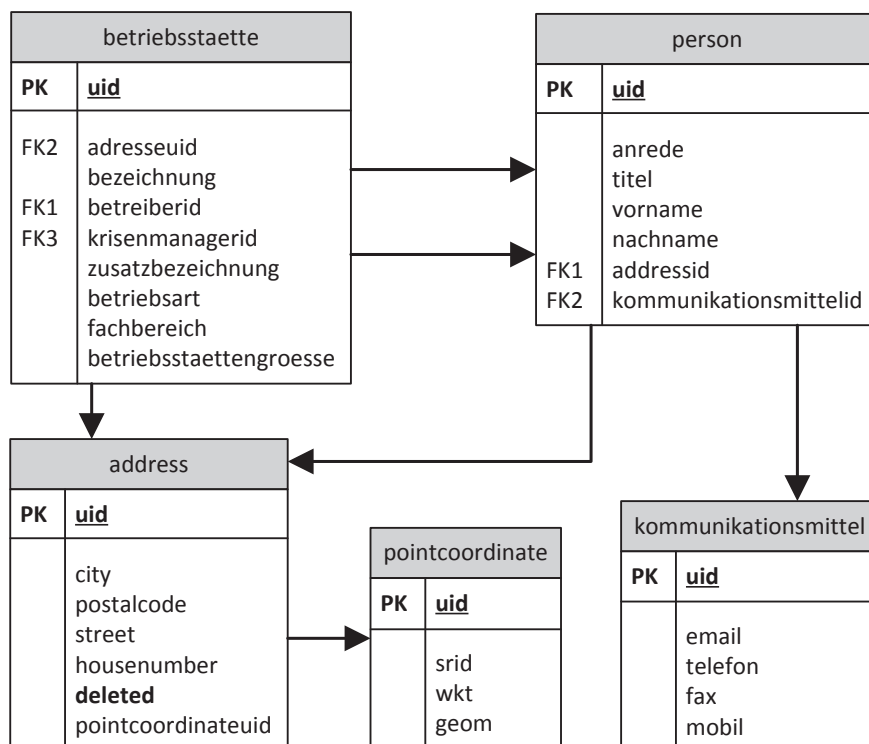 betriebsstaette
PK uid
FK2 adresseuid
bezeichnung
FK1 betreiberid
FK3 krisenmanagerid
zusatzbezeichnung
betriebsart
fachbereich
betriebsstaettengroesse
person
PK uid
anrede
titel
vorname
nachname
FK1 addressid
FK2 kommunikationsmittelid
address
PK uid
city
postalcode
street
housenumber
deleted
pointcoordinateuid
pointcoordinate
PK uid
srid
wkt
geom
kommunikationsmittel
PK uid
email
telefon
fax
mobil